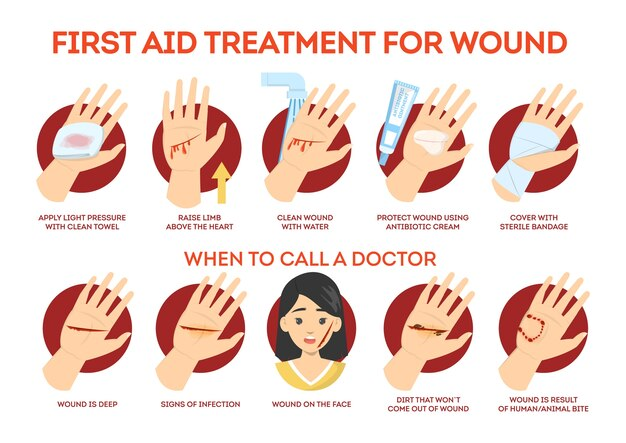 FIRST AID TREATMENT FOR WOUND
ANTIBIOTIC
OINTMENT
APPLY LIGHT PRESSURE
WITH CLEAN TOWEL
RAISE LIMB
ABOVE THE HEART
CLEAN WOUND
WITH WATER
PROTECT WOUND USING
ANTIBIOTIC CREAM
COVER WITH
STERILE BANDAGE
WHEN TO CALL A DOCTOR
WOUND IS DEEP
SIGNS OF INFECTION
WOUND ON THE FACE
DIRT THAT WON´T
COME OUT OF WOUND
WOUND IS RESULT
OF HUMAN/ANIMAL BITE